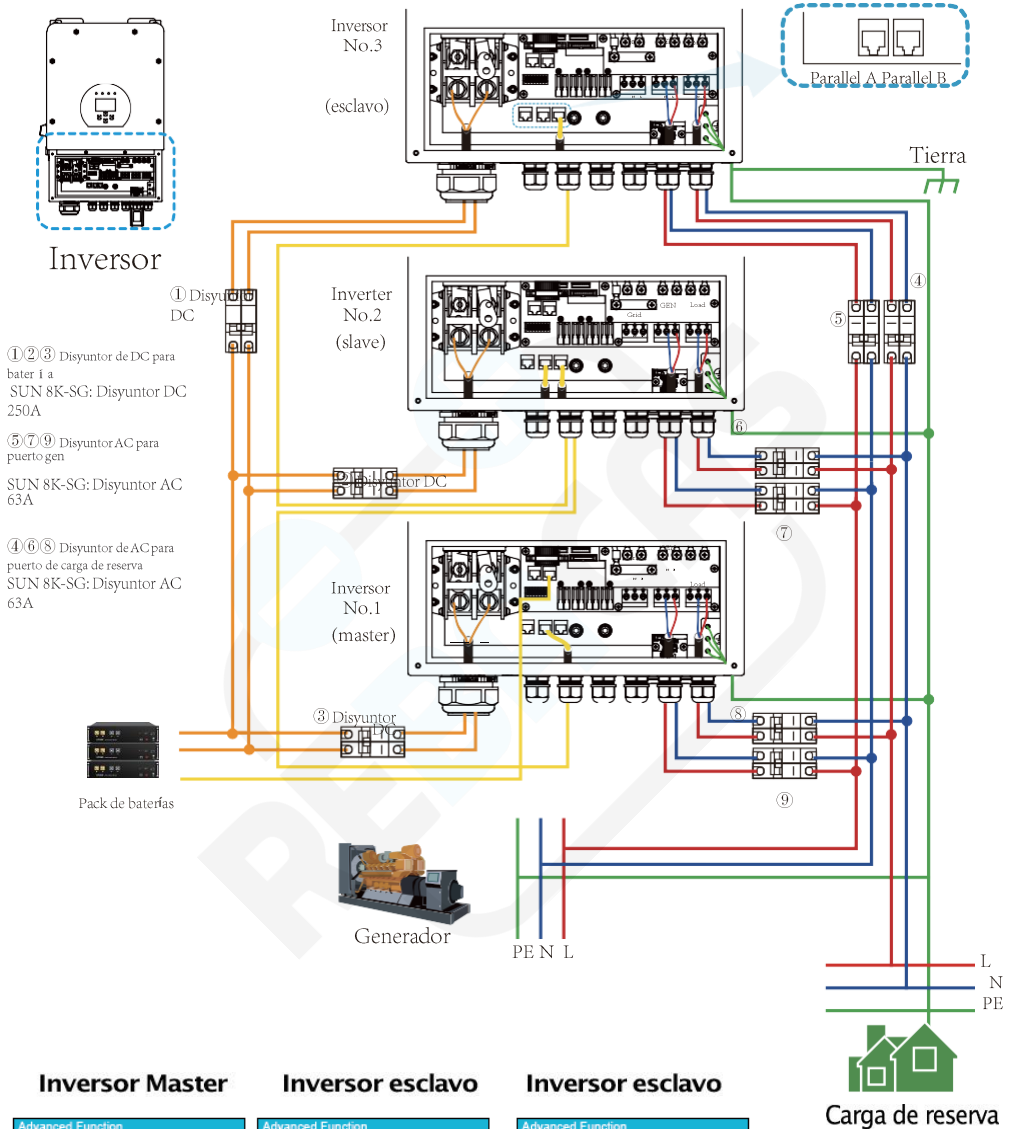 Inversor
No.3
(esclavo)
Parallel A Parallel B
Tierra
Inversor
① Disyuntor
DC
Inverter
No.2
(slave)
Grid
GEN
Load
④
⑤
①②③ Disyuntor de DC para
batería
SUN 8K-SG: Disyuntor DC
250A
⑤⑦⑨ Disyuntor AC para
puerto gen
SUN 8K-SG: Disyuntor AC
63A
④⑥⑧ Disyuntor de AC para
puerto de carga de reserva
SUN 8K-SG: Disyuntor AC
63A
⑥
② Disyuntor DC
⑦
Inversor
No.1
(master)
Load
③ Disyuntor
DC
⑧
⑨
Pack de baterías
Generador
PE N L
L
N
PE
Carga de reserva
Inversor Master
Inversor esclavo
Inversor esclavo
Advanced Function
Advanced Function
Advanced Function